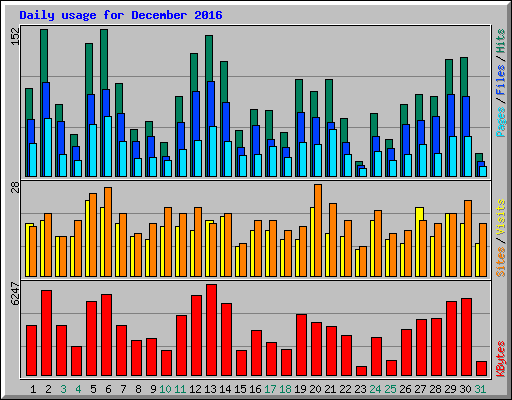 Daily usage for December 2016
152
Pages / Files / Hits
28
Sites / Visits
6247
KBytes
1 2 3 4 5 6 7 8 9 10 11 12 13 14 15 16 17 18 19 20 21 22 23 24 25 26 27 28 29 30 31